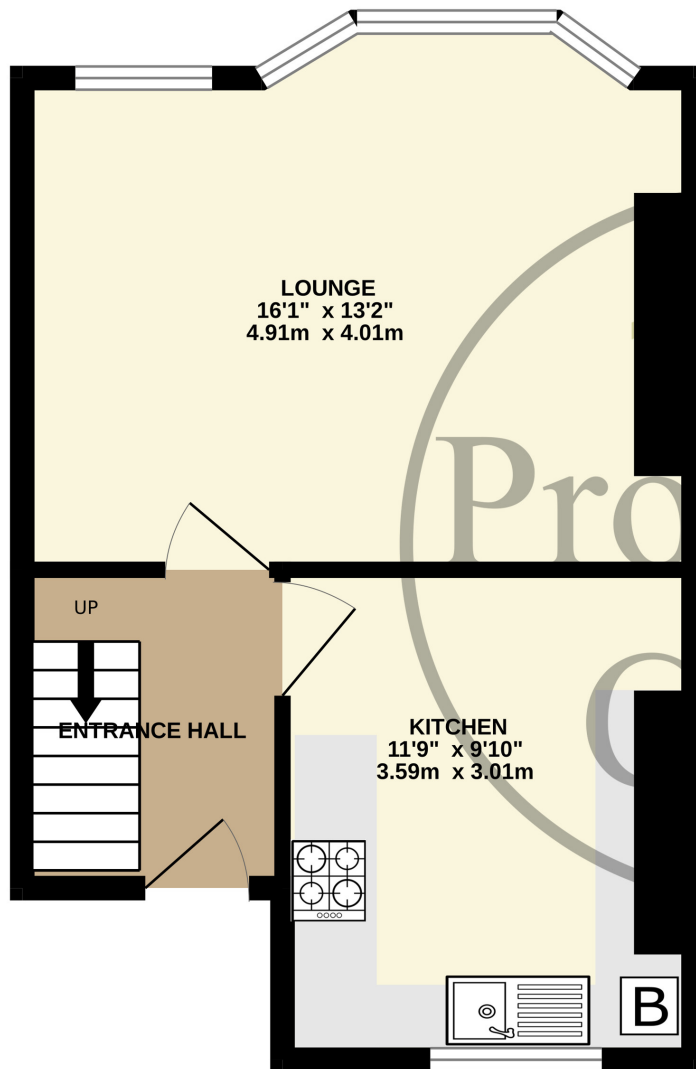 LOUNGE
16'1" x 13'2"
4.91m x 4.01m
Pro
UP
ENTRANCE HALL
KITCHEN
11'9" x 9'10"
3.59m x 3.01m
B